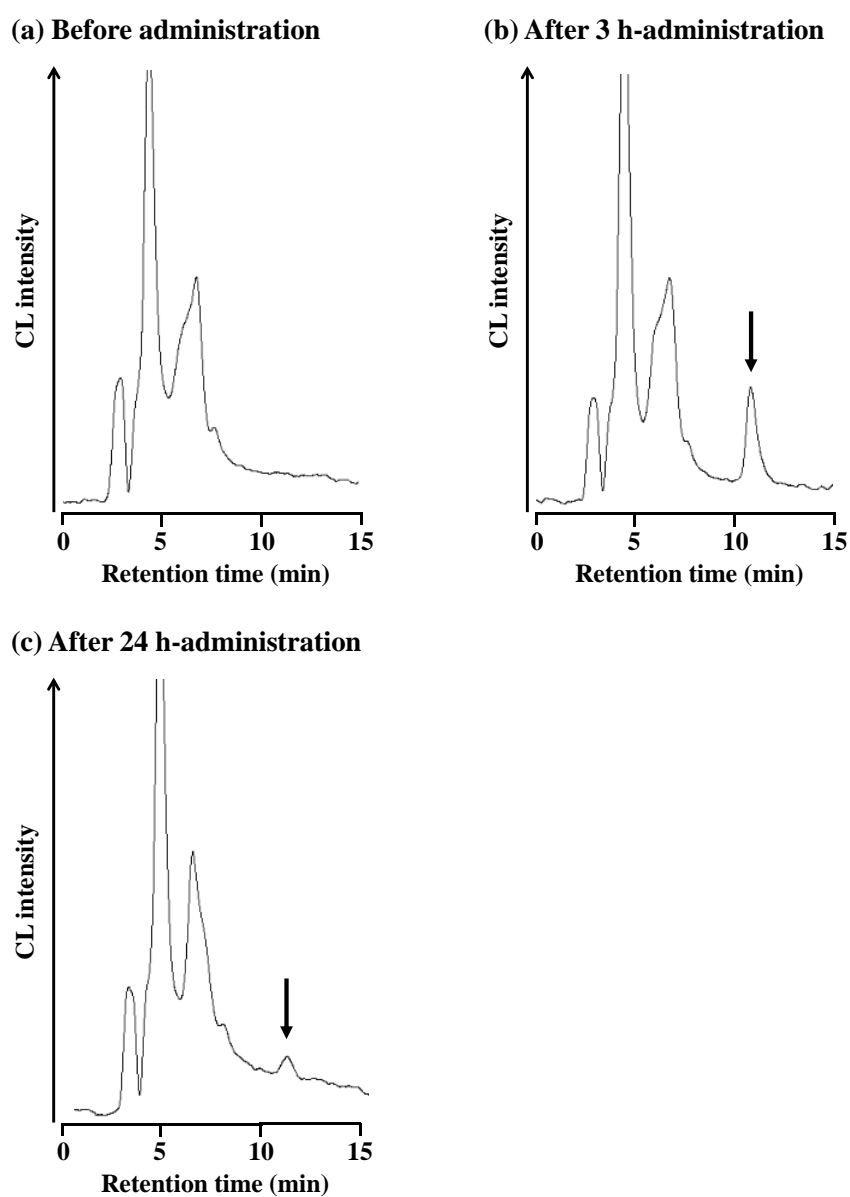 (a) Before administration
CL intensity
0 5 10 15
Retention time (min)
(b) After 3 h-administration
CL intensity
0 5 10 15
Retention time (min)
(c) After 24 h-administration
CL intensity
0 5 10 15
Retention time (min)